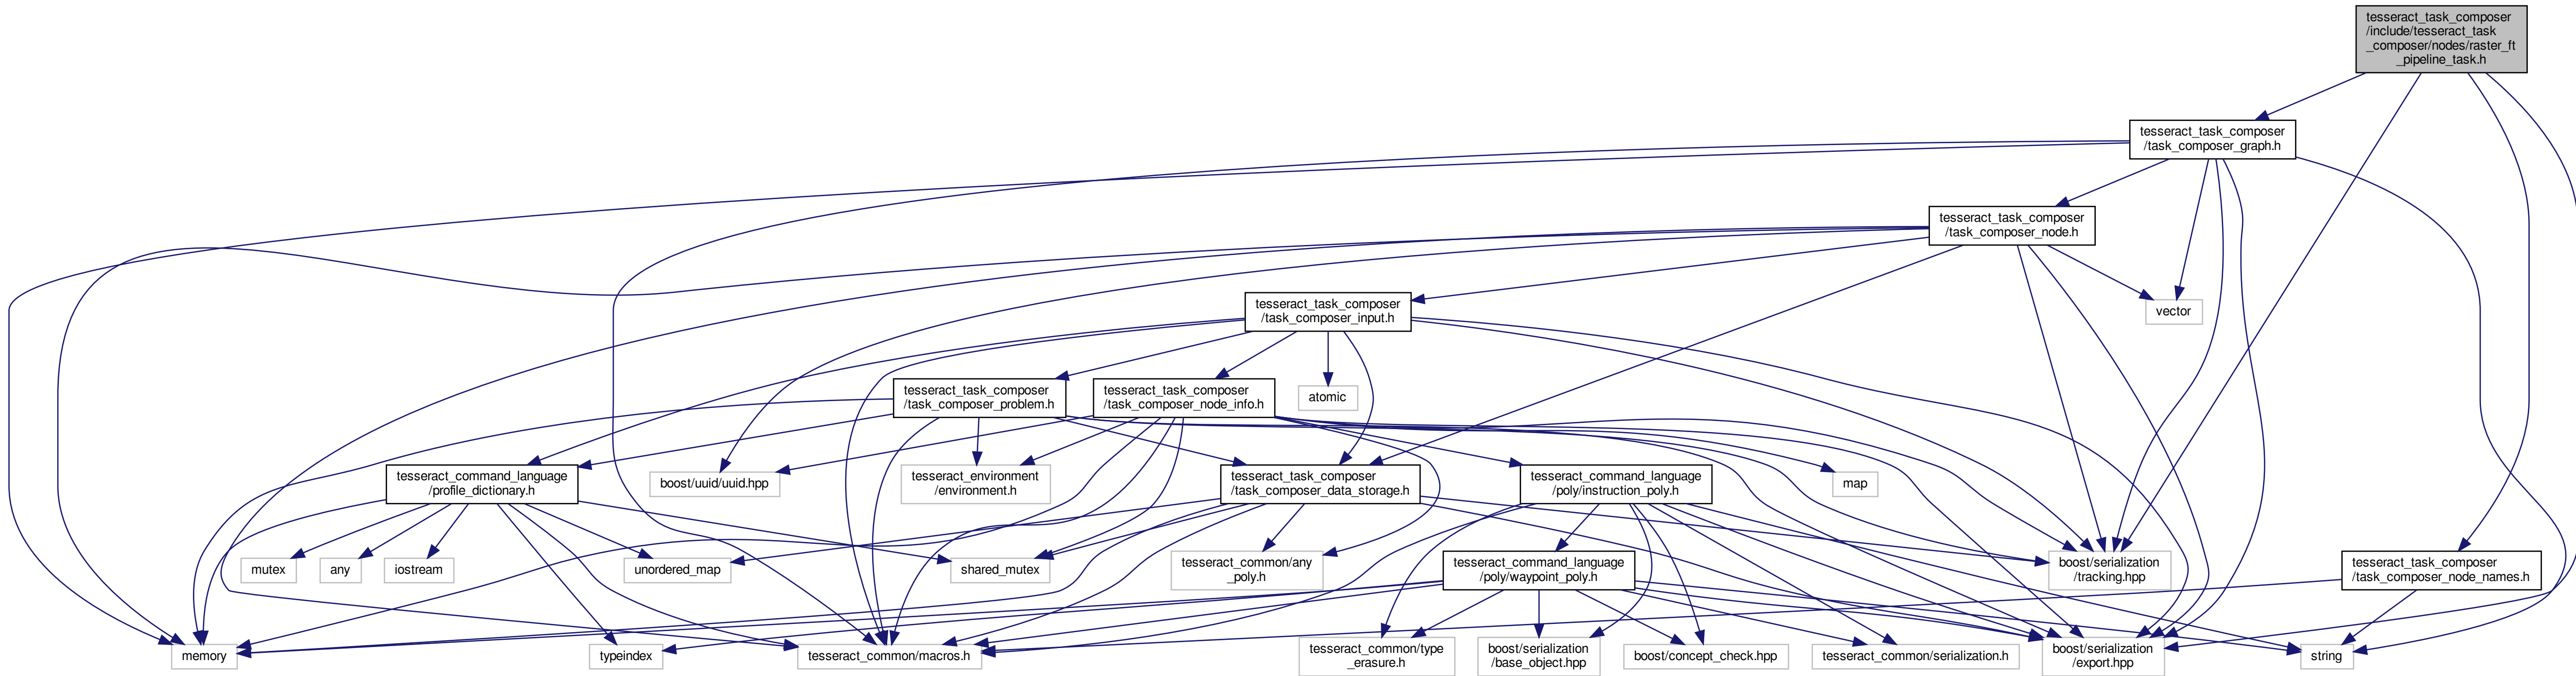 tesseract_task_composer
/include/tesseract_task
_composer/nodes/raster_ft
_pipeline_task.h
tesseract_task_composer
/task_composer_graph.h
tesseract_task_composer
/task_composer_node.h
tesseract_task_composer
/task_composer_input.h
vector
tesseract_task_composer
/task_composer_problem.h
tesseract_task_composer
/task_composer_node_info.h
atomic
tesseract_command_language
/profile_dictionary.h
boost/uuid/uuid.hpp
tesseract_environment
/environment.h
tesseract_task_composer
/task_composer_data_storage.h
tesseract_command_language
/poly/instruction_poly.h
map
mutex
any
iostream
unordered_map
shared_mutex
tesseract_common/any
_poly.h
tesseract_command_language
/poly/waypoint_poly.h
boost/serialization
/tracking.hpp
tesseract_task_composer
/task_composer_node_names.h
memory
typeindex
tesseract_common/macros.h
tesseract_common/type
_erasure.h
boost/serialization
/base_object.hpp
boost/concept_check.hpp
tesseract_common/serialization.h
boost/serialization
/export.hpp
string